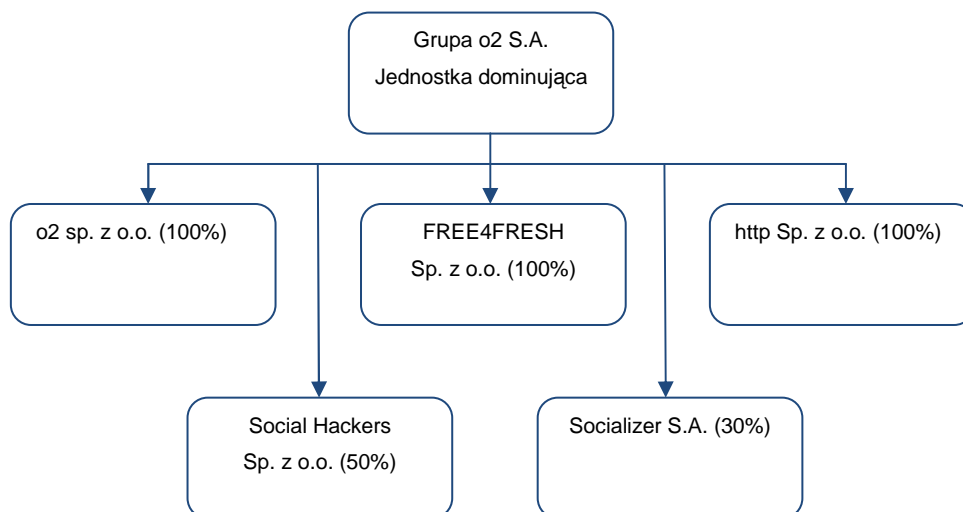 Grupa o2 S.A.
Jednostka dominująca
o2 sp. z o.o. (100%)
FREE4FRESH
Sp. z o.o. (100%)
http Sp. z o.o. (100%)
Social Hackers
Sp. z o.o. (50%)
Socializer S.A. (30%)